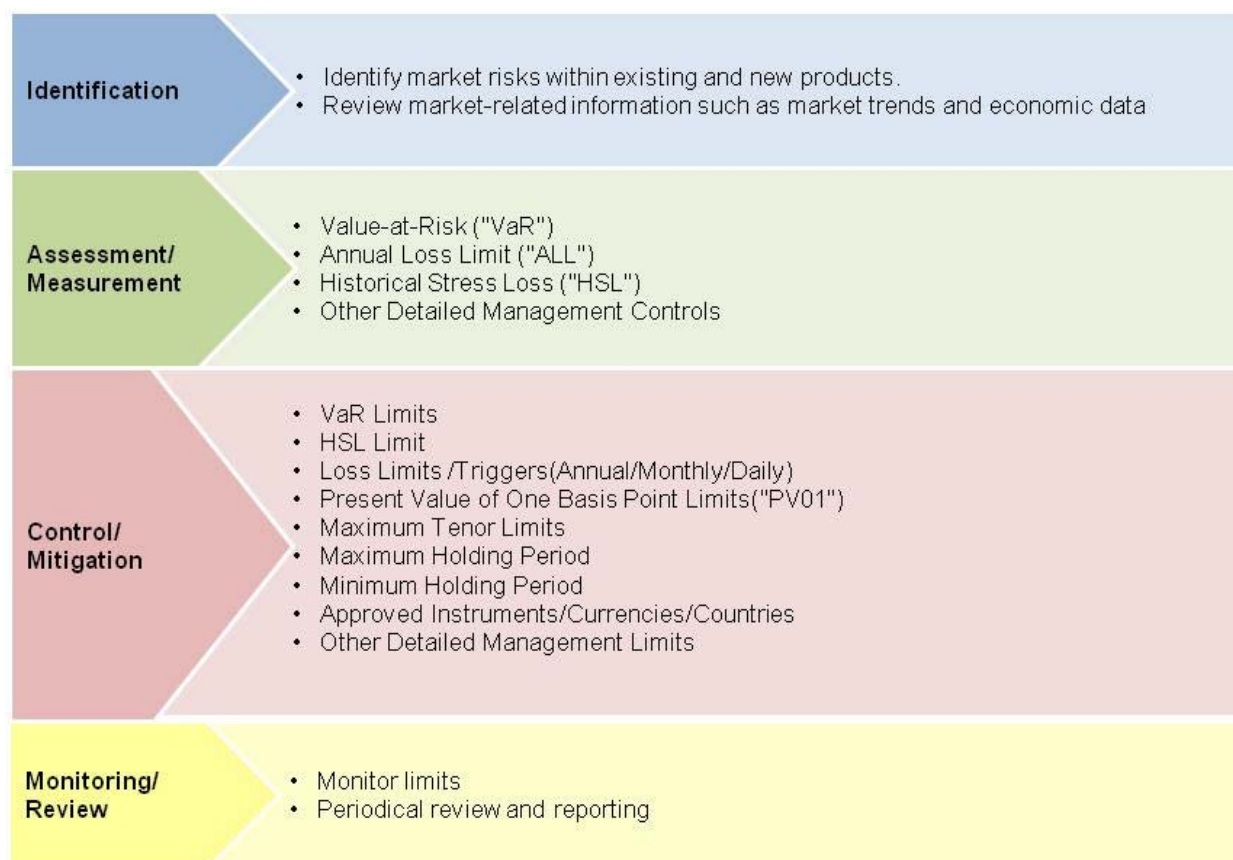 Identification
• Identify market risks within existing and new products.
• Review market-related information such as market trends and economic data
Assessment/
Measurement
• Value-at-Risk ("VaR")
• Annual Loss Limit ("ALL")
• Historical Stress Loss ("HSL")
• Other Detailed Management Controls
Control/
Mitigation
• VaR Limits
• HSL Limit
• Loss Limits /Triggers(Annual/Monthly/Daily)
• Present Value of One Basis Point Limits("PV01")
• Maximum Tenor Limits
• Maximum Holding Period
• Minimum Holding Period
• Approved Instruments/Currencies/Countries
• Other Detailed Management Limits
Monitoring/
Review
• Monitor limits
• Periodical review and reporting